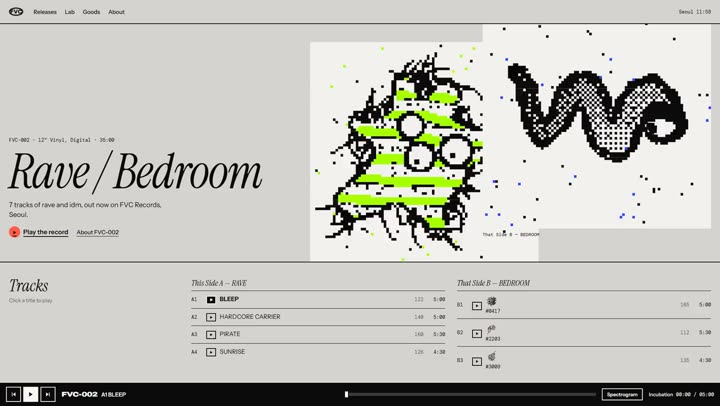 FVC
Releases
Lab
Goods
About
Seoul 11:58
FVC-002 · 12" Vinyl, Digital · 35:00
Rave / Bedroom
7 tracks of rave and idm, out now on FVC Records,
Seoul.
Play the record
About FVC-002
That Side B — BEDROOM
Tracks
Click a title to play.
This Side A — RAVE
A1 BLEEP 122 5:00
A2 HARDCORE CARRIER 140 5:00
A3 PIRATE 160 5:30
A4 SUNRISE 126 4:30
That Side B — BEDROOM
B1 #0417 105 5:00
B2 #2203 112 5:30
B3 #3009 135 4:30
FVC-002 A1 BLEEP
Spectrogram
Incubation 00:00 / 05:00